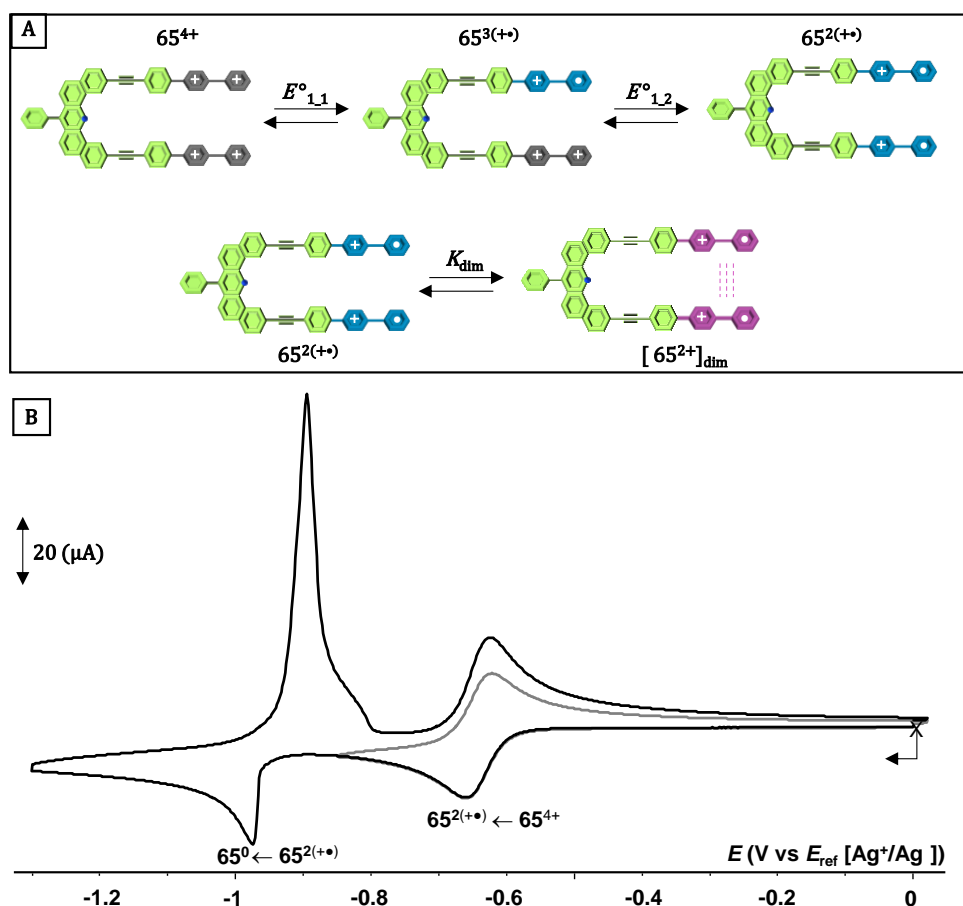 A
65⁴⁺
65³⁽⁺•⁾
65²⁽⁺•⁾
E°₁_₁
E°₁_₂
+ +
+
+
+ +
+
K_dim
+
+
+
+
65²⁽⁺•⁾
[ 65²⁺]_dim
B
20 (µA)
X
65²⁽⁺•⁾ ← 65⁴⁺
65⁰ ← 65²⁽⁺•⁾
E (V vs E_ref [Ag⁺/Ag ])
-1.2 -1 -0.8 -0.6 -0.4 -0.2 0